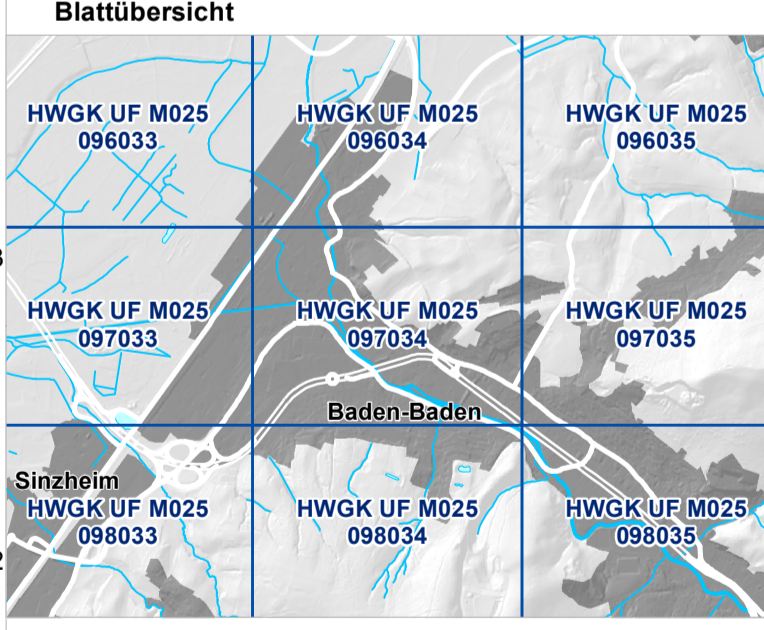 Blattübersicht
HWGK UF M025
096033
HWGK UF M025
096034
HWGK UF M025
096035
HWGK UF M025
097033
HWGK UF M025
097034
HWGK UF M025
097035
Baden-Baden
Sinzheim
HWGK UF M025
098033
HWGK UF M025
098034
HWGK UF M025
098035